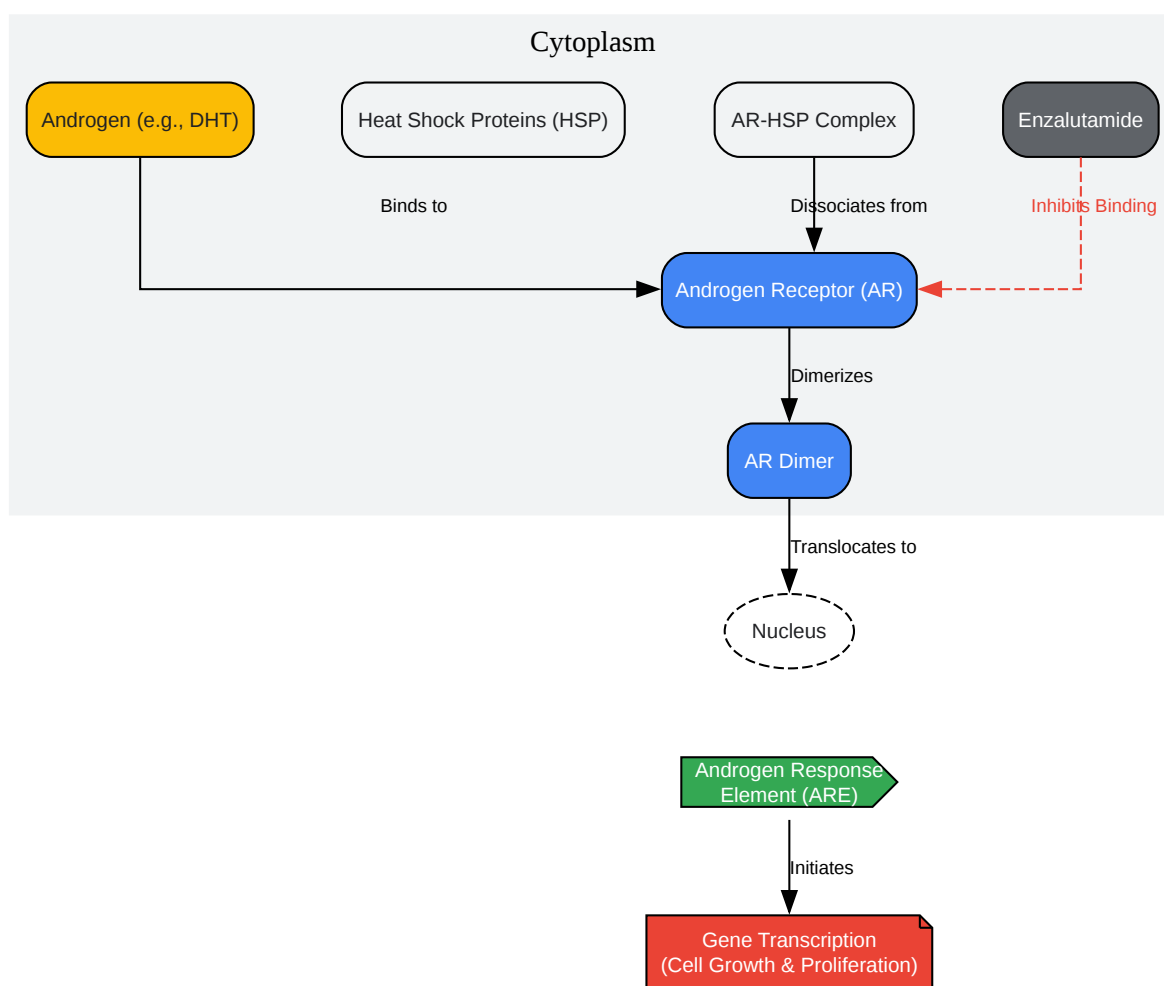 Cytoplasm
Androgen (e.g., DHT)
Heat Shock Proteins (HSP)
AR-HSP Complex
Enzalutamide
Binds to
Dissociates from
Inhibits Binding
Androgen Receptor (AR)
Dimerizes
AR Dimer
Translocates to
Nucleus
Androgen Response
Element (ARE)
Initiates
Gene Transcription
(Cell Growth & Proliferation)